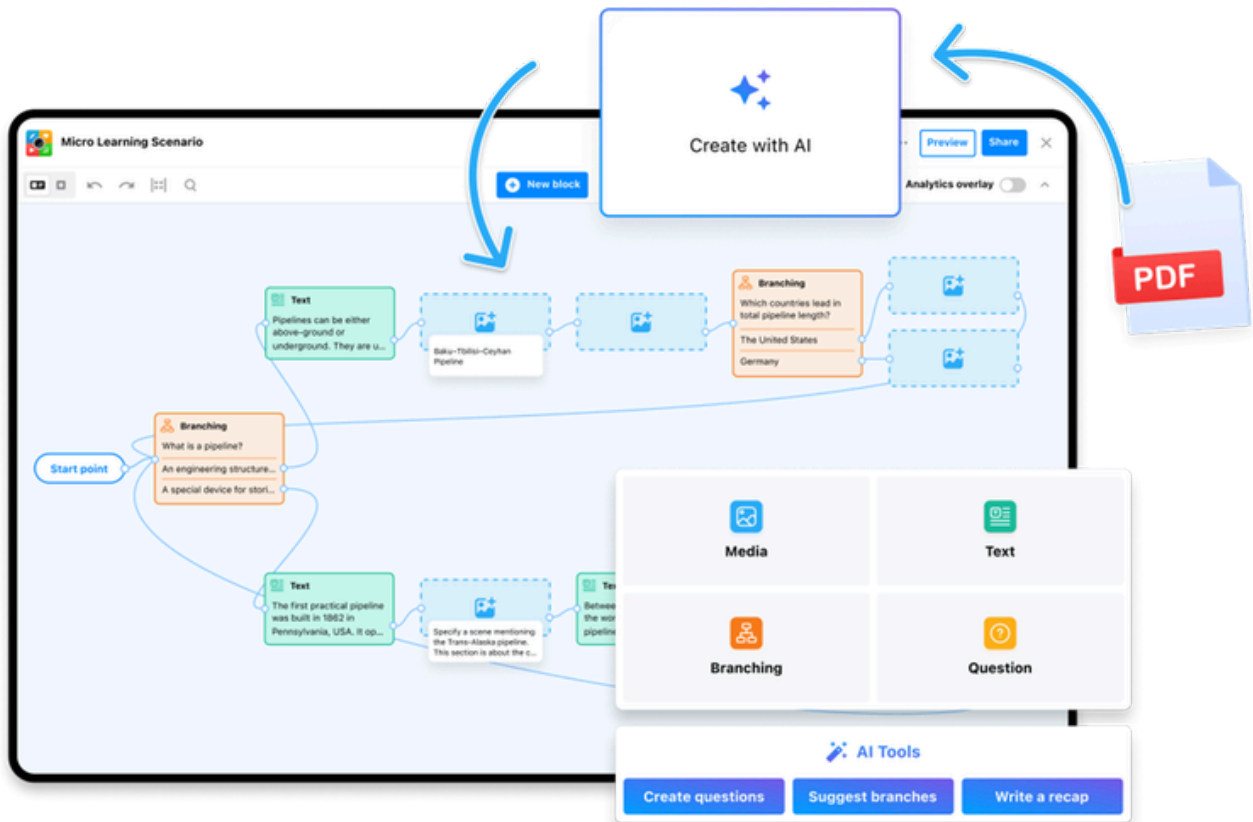 Create with AI
PDF
Micro Learning Scenario
Preview
Share
New block
Analytics overlay
Text
Pipelines can be either
above-ground or
underground. They are u...
Baku-Tbilisi-Ceyhan
Pipeline
Branching
Which countries lead in
total pipeline length?
The United States
Germany
Start point
Branching
What is a pipeline?
An engineering structure...
A special device for stori...
Text
The first practical pipeline
was built in 1862 in
Pennsylvania, USA. It op...
Specify a scene mentioning
the Trans-Alaska pipeline.
This section is about the c...
the
Media
Text
Branching
Question
AI Tools
Create questions
Suggest branches
Write a recap